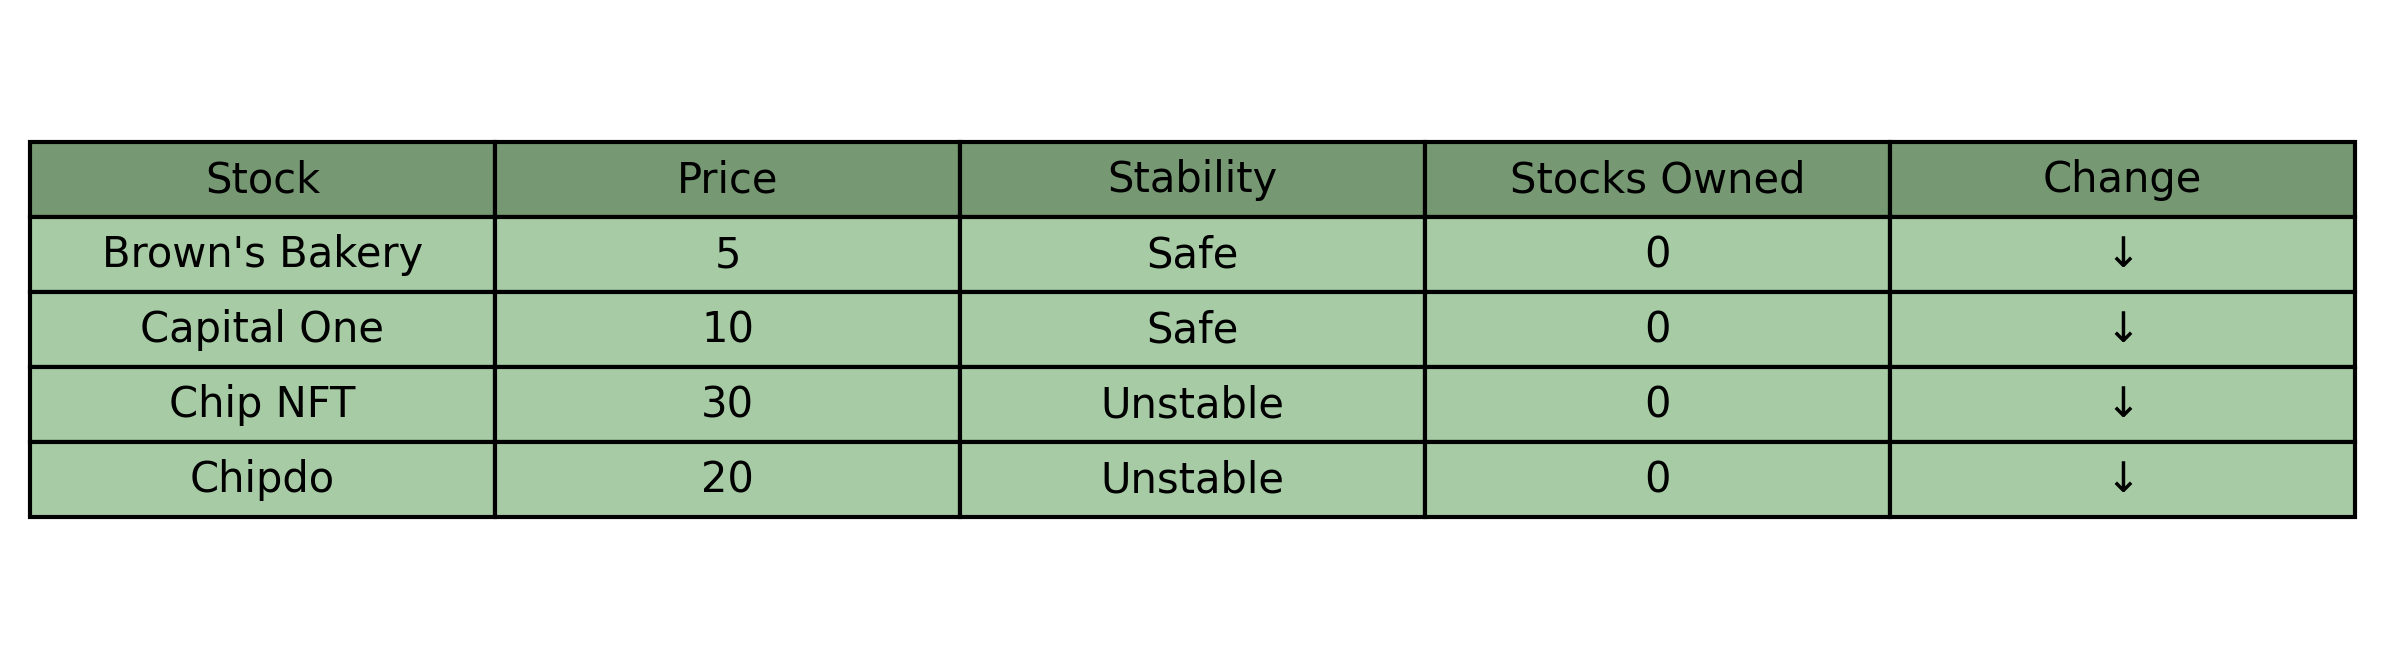 Stock Price Stability Stocks Owned Change
Brown's Bakery 5 Safe 0 ↓
Capital One 10 Safe 0 ↓
Chip NFT 30 Unstable 0 ↓
Chipdo 20 Unstable 0 ↓